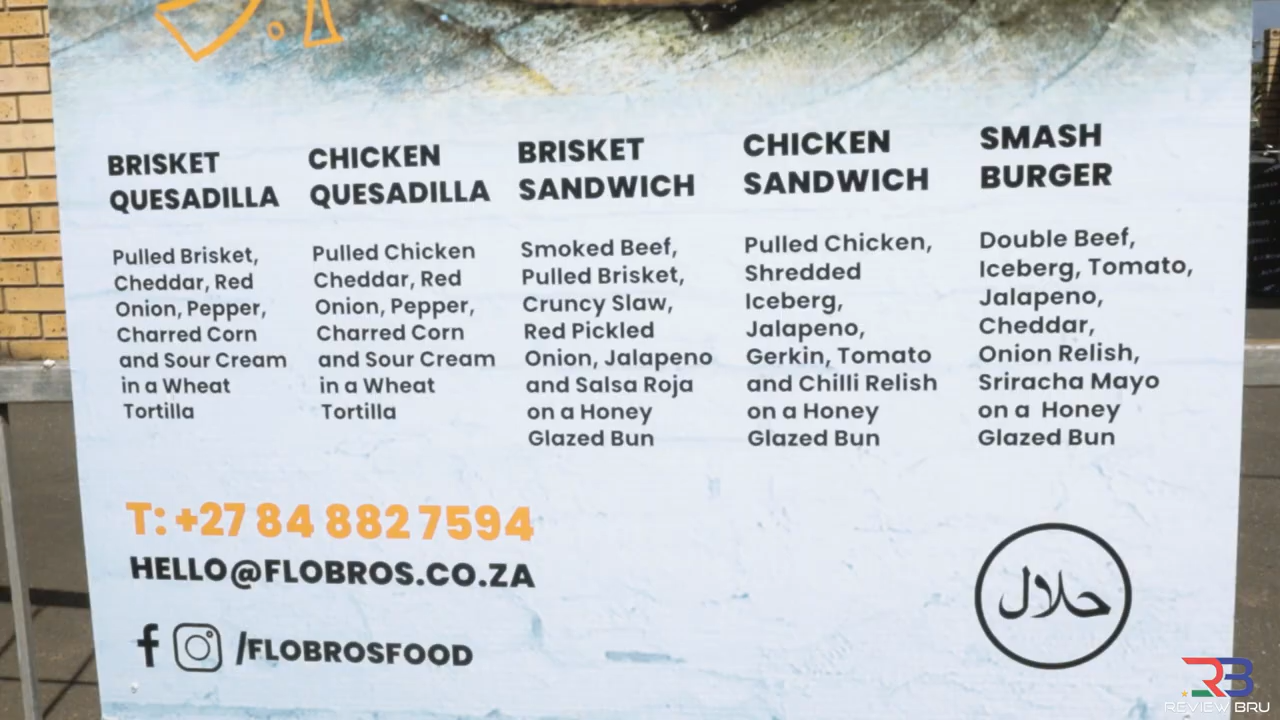 BRISKET
QUESADILLA
Pulled Brisket,
Cheddar, Red
Onion, Pepper,
Charred Corn
and Sour Cream
in a Wheat
Tortilla
CHICKEN
QUESADILLA
Pulled Chicken
Cheddar, Red
Onion, Pepper,
Charred Corn
and Sour Cream
in a Wheat
Tortilla
BRISKET
SANDWICH
Smoked Beef,
Pulled Brisket,
Cruncy Slaw,
Red Pickled
Onion, Jalapeno
and Salsa Roja
on a Honey
Glazed Bun
CHICKEN
SANDWICH
Pulled Chicken,
Shredded
Iceberg,
Jalapeno,
Gerkin, Tomato
and Chilli Relish
on a Honey
Glazed Bun
SMASH
BURGER
Double Beef,
Iceberg, Tomato,
Jalapeno,
Cheddar,
Onion Relish,
Sriracha Mayo
on a Honey
Glazed Bun
T: +27 84 882 7594
HELLO@FLOBROS.CO.ZA
/FLOBROSFOOD
حلال
RB
REVIEW BRU